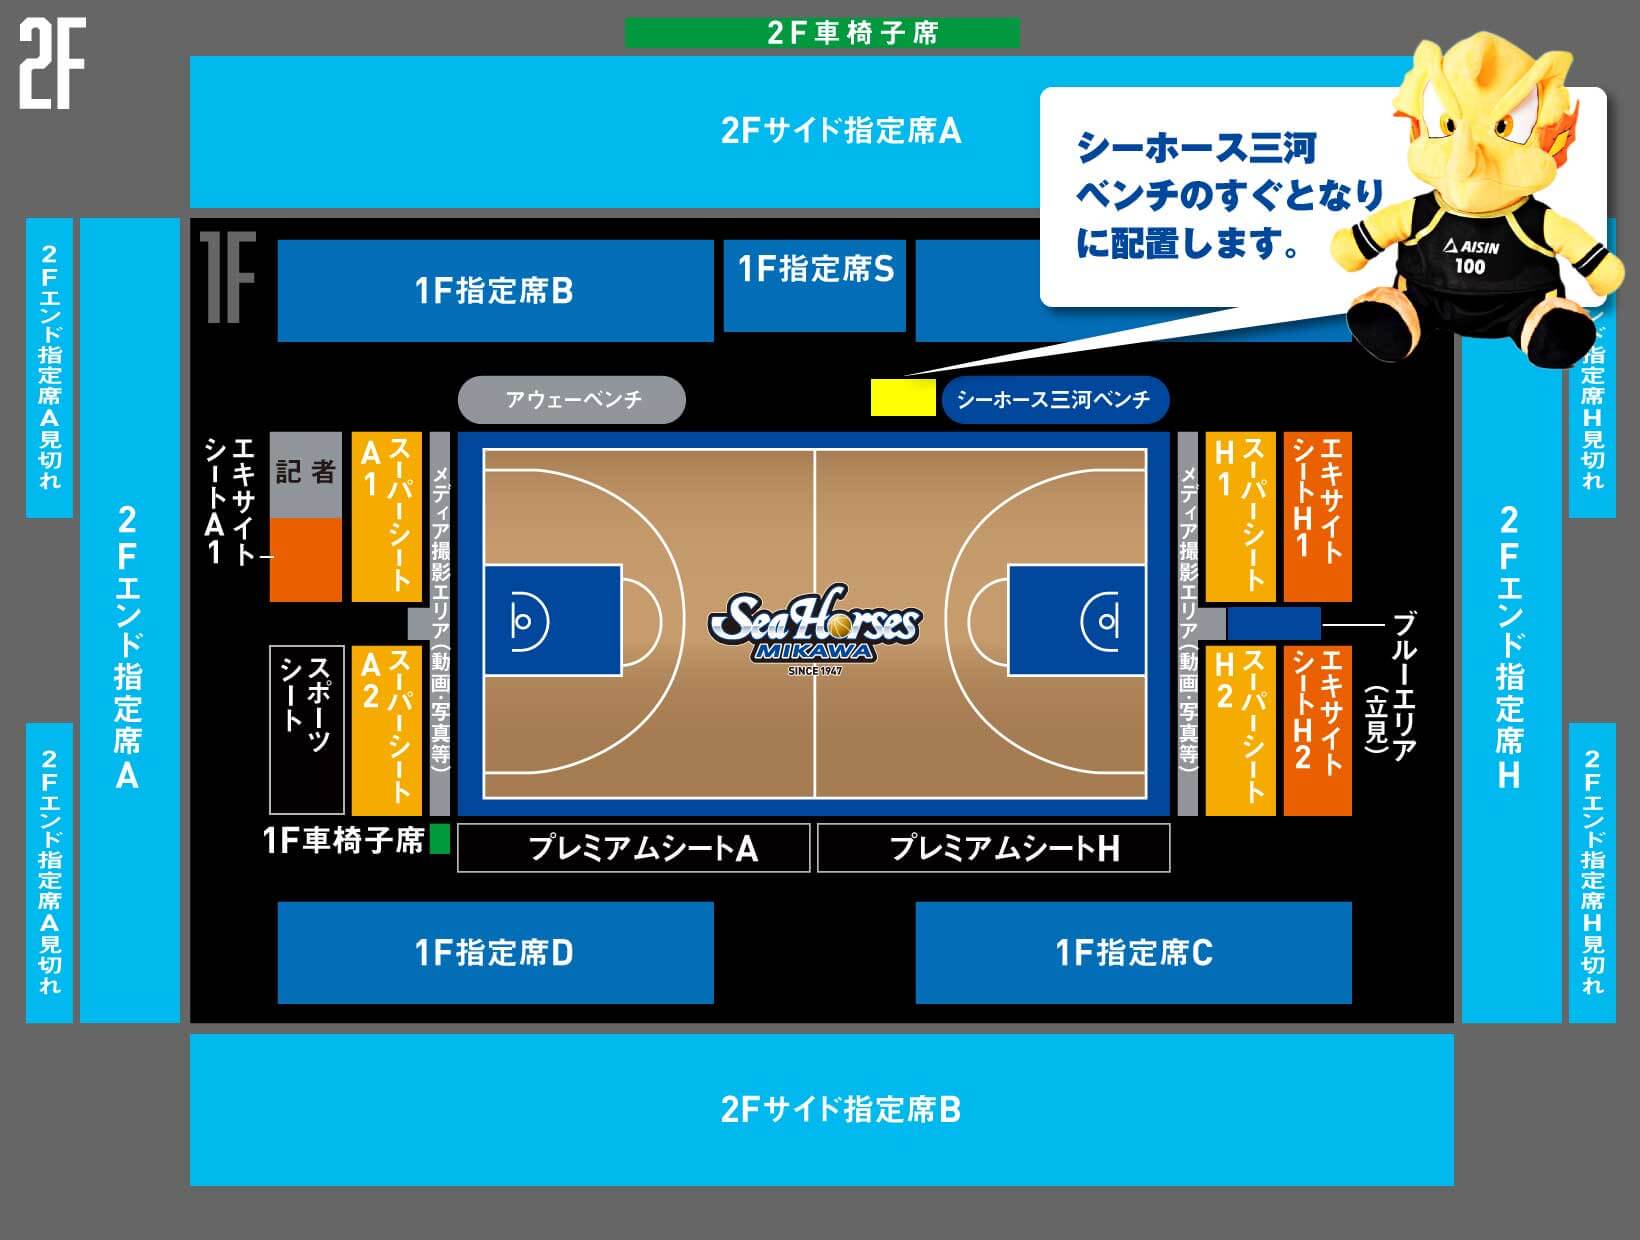 2F
2F車椅子席
2Fサイド指定席A
シーホース三河
ベンチのすぐとなり
に配置します。
AISIN
100
2Fエンド指定席A見切れ
2Fエンド指定席A
1F
1F指定席B
1F指定席S
アウェーベンチ
シーホース三河ベンチ
エキサイト
シートA1
記者
スーパーシート
A1
メディア撮影エリア(動画・写真等)
メディア撮影エリア(動画・写真等)
スーパーシート
H1
エキサイト
シートH1
ンド指定席H見切れ
2Fエンド指定席H
SeaHorses
MIKAWA
SINCE 1947
スポーツ
シート
スーパーシート
A2
スーパーシート
H2
エキサイト
シートH2
ブルーエリア
(立見)
1F車椅子席
プレミアムシートA
プレミアムシートH
2Fエンド指定席A見切れ
2Fエンド指定席H見切れ
1F指定席D
1F指定席C
2Fサイド指定席B